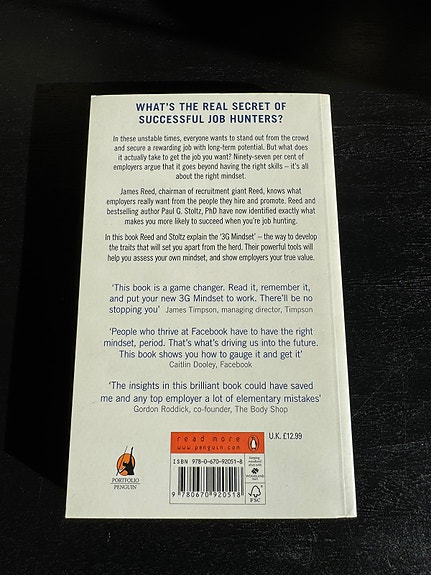 WHAT'S THE REAL SECRET OF
SUCCESSFUL JOB HUNTERS?
In these unstable times, everyone wants to stand out from the crowd
and secure a rewarding job with long-term potential. But what does
it actually take to get the job you want? Ninety-seven per cent of
employers argue that it goes beyond having the right skills – it's all
about the right mindset.
James Reed, chairman of recruitment giant Reed, knows what
employers really want from the people they hire and promote. Reed and
bestselling author Paul G. Stoltz, PhD have now identified exactly what
makes you more likely to succeed when you're job hunting.
In this book Reed and Stoltz explain the '3G Mindset' – the way to develop
the traits that will set you apart from the herd. Their powerful tools will
help you assess your own mindset, and show employers your true value.
'This book is a game changer. Read it, remember it,
and put your new 3G Mindset to work. There'll be no
stopping you' James Timpson, managing director, Timpson
'People who thrive at Facebook have to have the right
mindset, period. That's what's driving us into the future.
This book shows you how to gauge it and get it'
Caitlin Dooley, Facebook
'The insights in this brilliant book could have saved
me and any top employer a lot of elementary mistakes'
Gordon Roddick, co-founder, The Body Shop
read more
www.penguin.com
U.K. £12.99
ISBN 978-0-670-92051-8
9 780670 920518
FSC
PORTFOLIO
PENGUIN